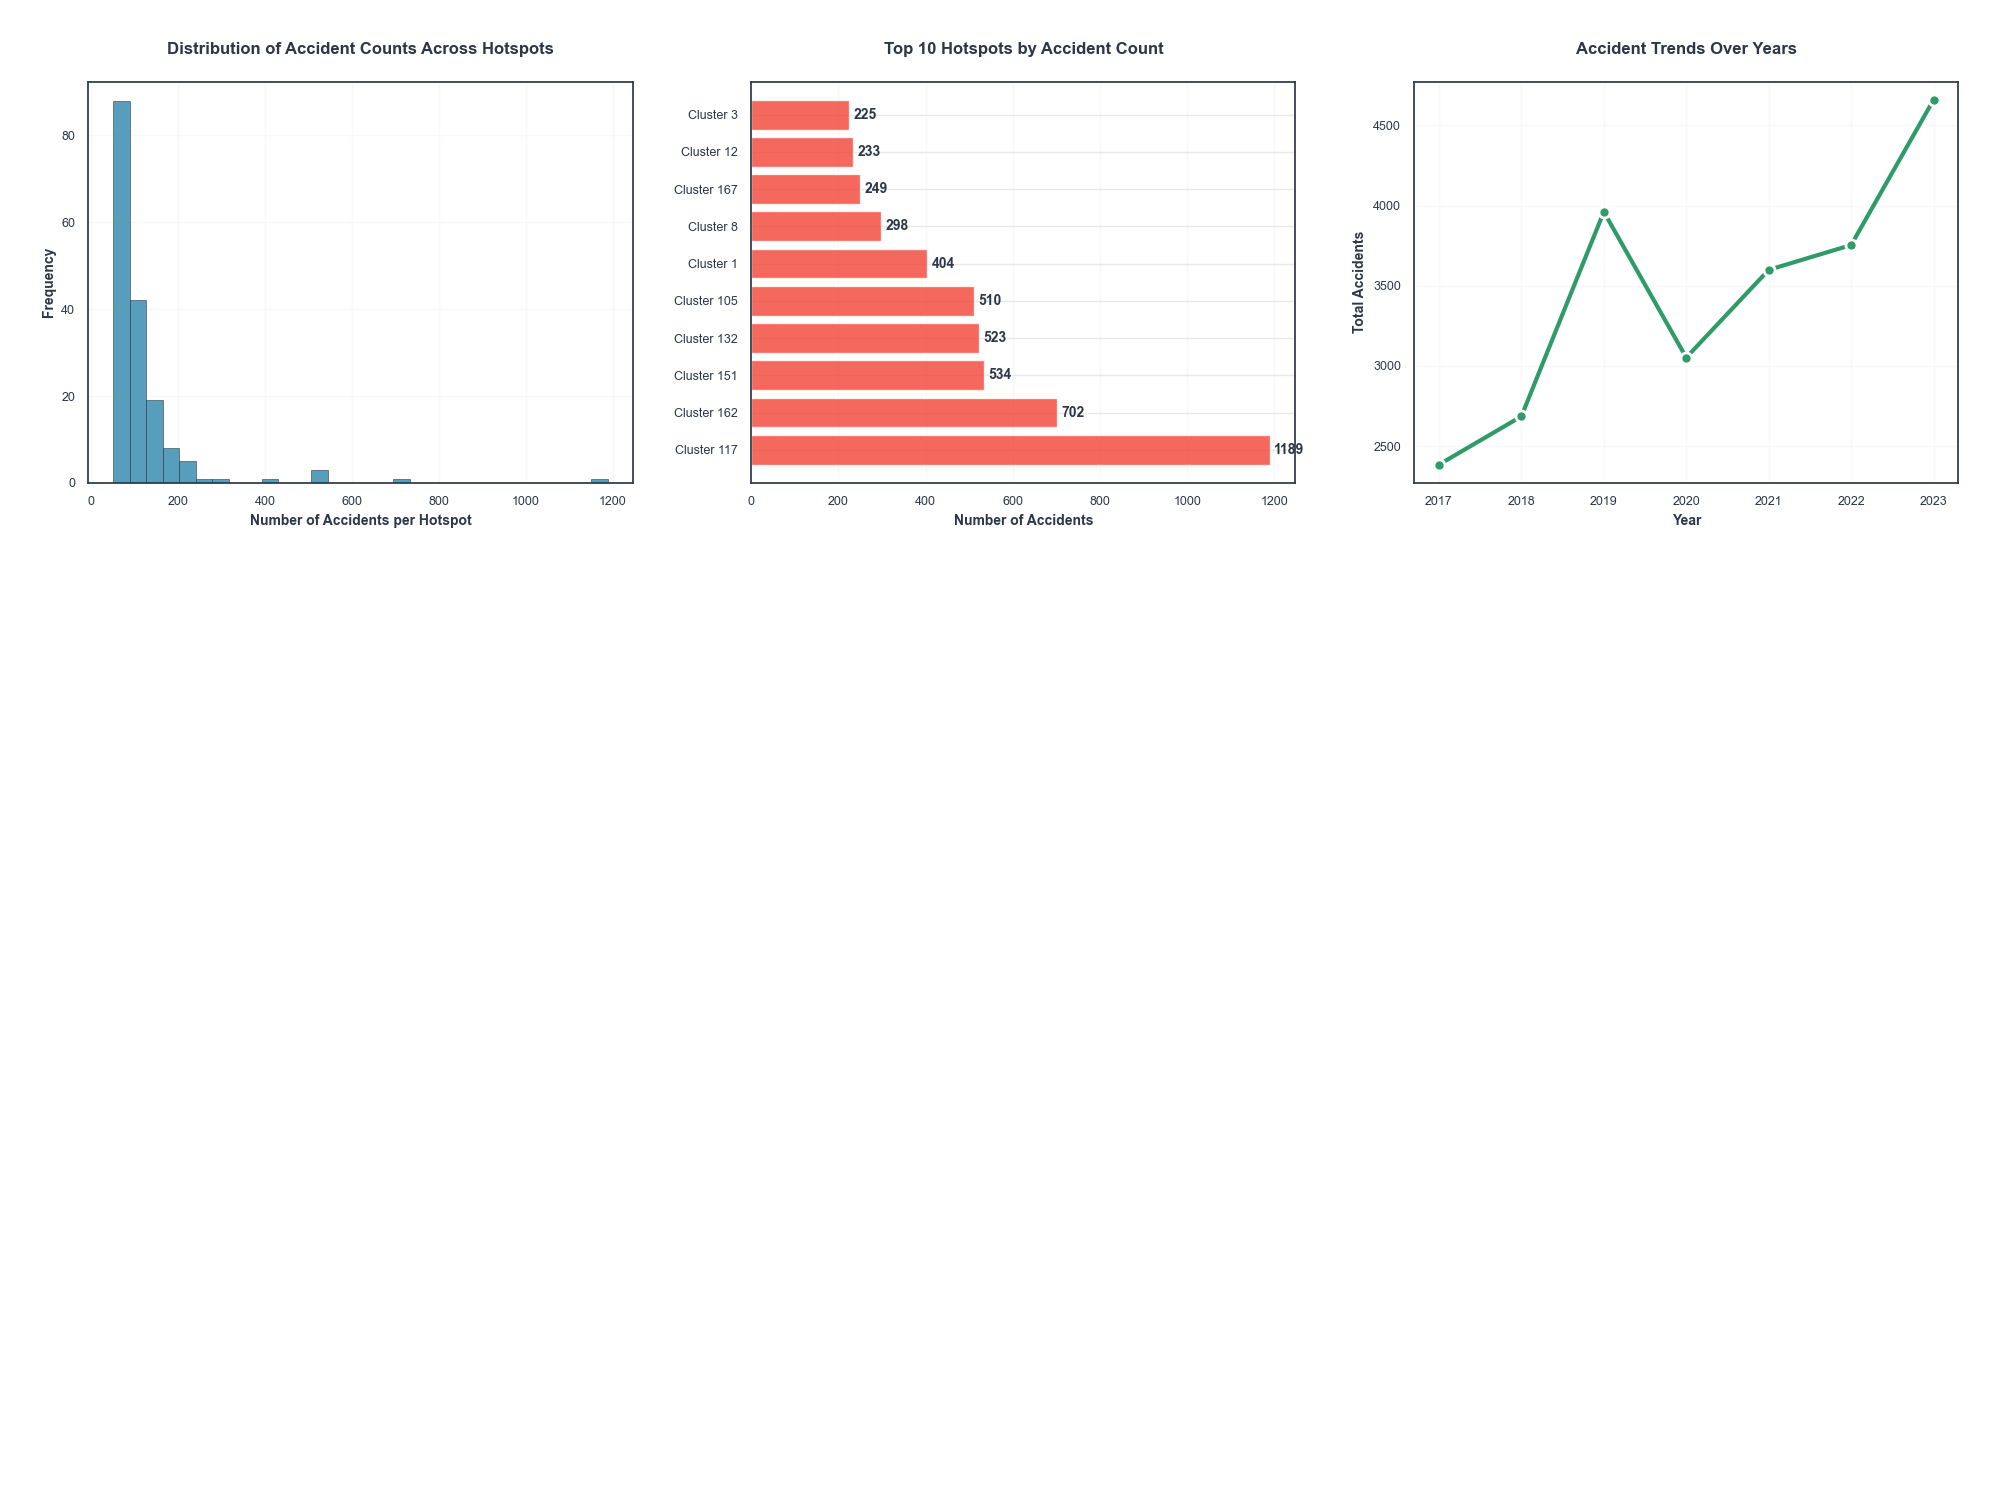 Distribution of Accident Counts Across Hotspots
Frequency
80
60
40
20
0
0 200 400 600 800 1000 1200
Number of Accidents per Hotspot
Top 10 Hotspots by Accident Count
Cluster 3 225
Cluster 12 233
Cluster 167 249
Cluster 8 298
Cluster 1 404
Cluster 105 510
Cluster 132 523
Cluster 151 534
Cluster 162 702
Cluster 117 1189
0 200 400 600 800 1000 1200
Number of Accidents
Accident Trends Over Years
Total Accidents
4500
4000
3500
3000
2500
2017 2018 2019 2020 2021 2022 2023
Year